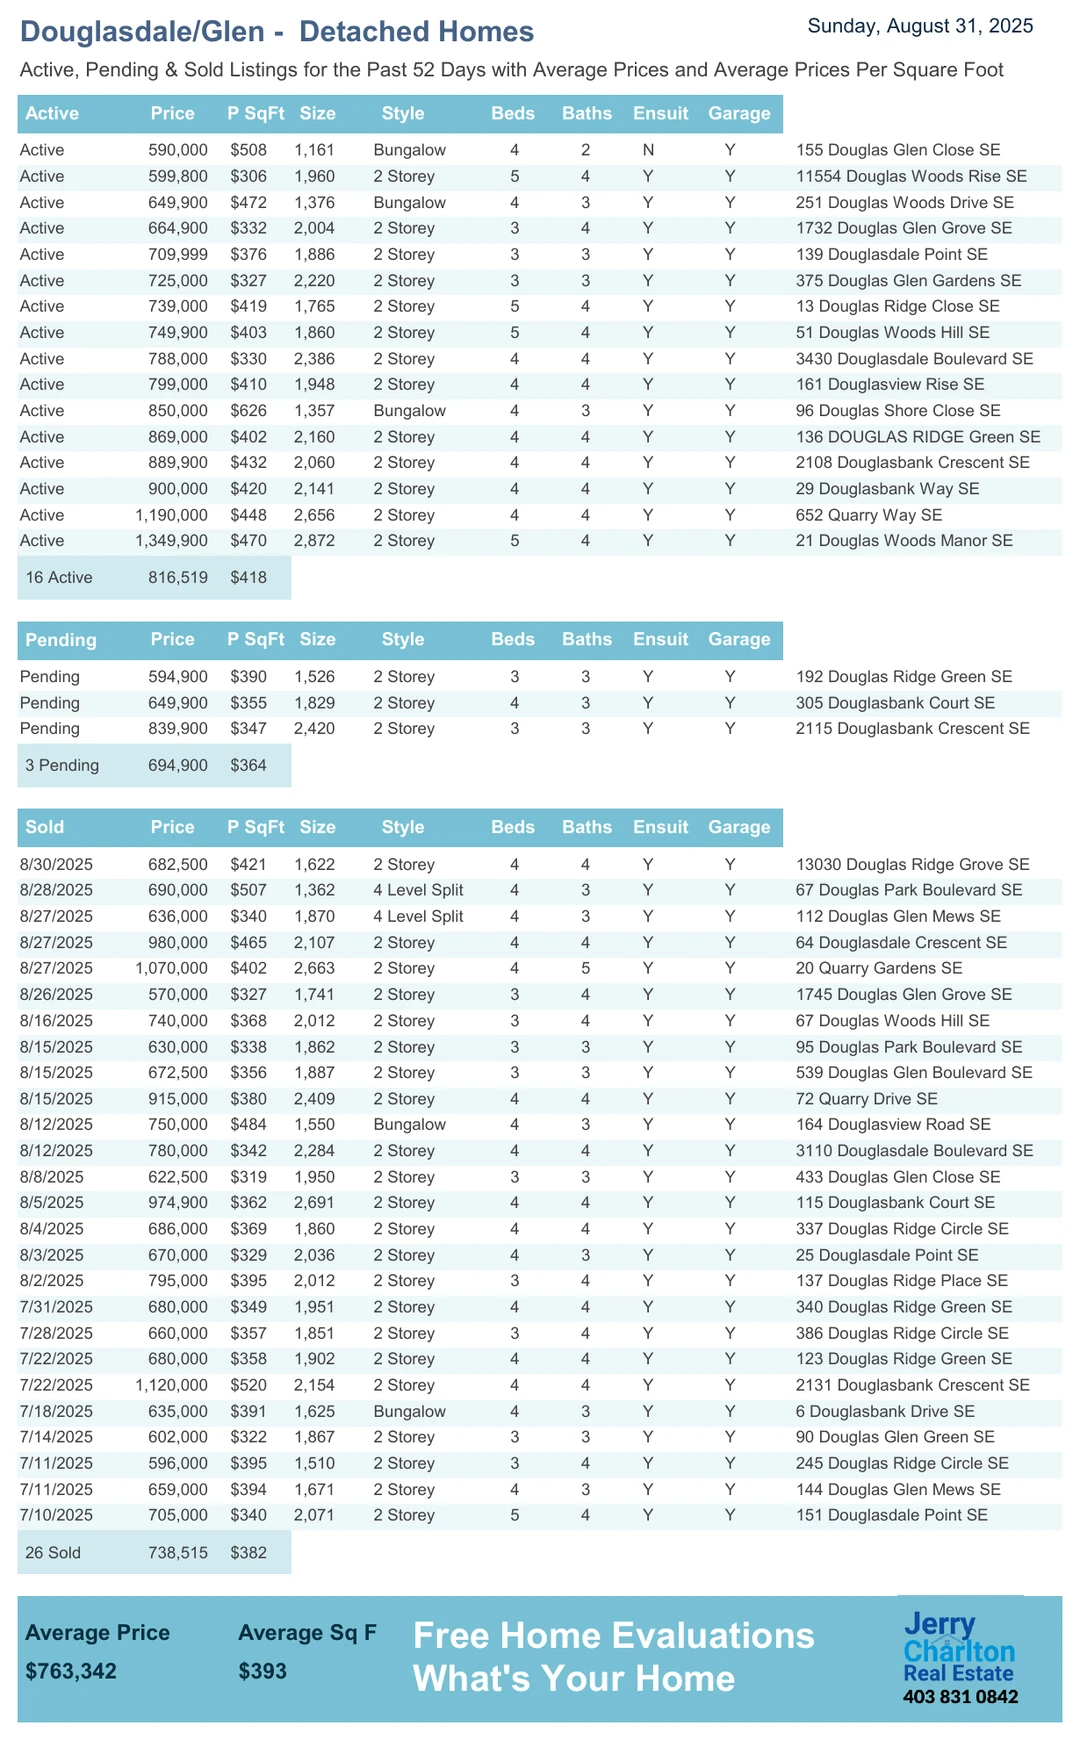 Douglasdale/Glen - Detached Homes
Sunday, August 31, 2025
Active, Pending & Sold Listings for the Past 52 Days with Average Prices and Average Prices Per Square Foot
Active Price P SqFt Size Style Beds Baths Ensuit Garage
Active 590,000 $508 1,161 Bungalow 4 2 N Y 155 Douglas Glen Close SE
Active 599,800 $306 1,960 2 Storey 5 4 Y Y 11554 Douglas Woods Rise SE
Active 649,900 $472 1,376 Bungalow 4 3 Y Y 251 Douglas Woods Drive SE
Active 664,900 $332 2,004 2 Storey 3 4 Y Y 1732 Douglas Glen Grove SE
Active 709,999 $376 1,886 2 Storey 3 3 Y Y 139 Douglasdale Point SE
Active 725,000 $327 2,220 2 Storey 3 3 Y Y 375 Douglas Glen Gardens SE
Active 739,000 $419 1,765 2 Storey 5 4 Y Y 13 Douglas Ridge Close SE
Active 749,900 $403 1,860 2 Storey 5 4 Y Y 51 Douglas Woods Hill SE
Active 788,000 $330 2,386 2 Storey 4 4 Y Y 3430 Douglasdale Boulevard SE
Active 799,000 $410 1,948 2 Storey 4 4 Y Y 161 Douglasview Rise SE
Active 850,000 $626 1,357 Bungalow 4 3 Y Y 96 Douglas Shore Close SE
Active 869,000 $402 2,160 2 Storey 4 4 Y Y 136 DOUGLAS RIDGE Green SE
Active 889,900 $432 2,060 2 Storey 4 4 Y Y 2108 Douglasbank Crescent SE
Active 900,000 $420 2,141 2 Storey 4 4 Y Y 29 Douglasbank Way SE
Active 1,190,000 $448 2,656 2 Storey 4 4 Y Y 652 Quarry Way SE
Active 1,349,900 $470 2,872 2 Storey 5 4 Y Y 21 Douglas Woods Manor SE
16 Active 816,519 $418
Pending Price P SqFt Size Style Beds Baths Ensuit Garage
Pending 594,900 $390 1,526 2 Storey 3 3 Y Y 192 Douglas Ridge Green SE
Pending 649,900 $355 1,829 2 Storey 4 3 Y Y 305 Douglasbank Court SE
Pending 839,900 $347 2,420 2 Storey 3 3 Y Y 2115 Douglasbank Crescent SE
3 Pending 694,900 $364
Sold Price P SqFt Size Style Beds Baths Ensuit Garage
8/30/2025 682,500 $421 1,622 2 Storey 4 4 Y Y 13030 Douglas Ridge Grove SE
8/28/2025 690,000 $507 1,362 4 Level Split 4 3 Y Y 67 Douglas Park Boulevard SE
8/27/2025 636,000 $340 1,870 4 Level Split 4 3 Y Y 112 Douglas Glen Mews SE
8/27/2025 980,000 $465 2,107 2 Storey 4 4 Y Y 64 Douglasdale Crescent SE
8/27/2025 1,070,000 $402 2,663 2 Storey 4 5 Y Y 20 Quarry Gardens SE
8/26/2025 570,000 $327 1,741 2 Storey 3 4 Y Y 1745 Douglas Glen Grove SE
8/16/2025 740,000 $368 2,012 2 Storey 3 4 Y Y 67 Douglas Woods Hill SE
8/15/2025 630,000 $338 1,862 2 Storey 3 3 Y Y 95 Douglas Park Boulevard SE
8/15/2025 672,500 $356 1,887 2 Storey 3 3 Y Y 539 Douglas Glen Boulevard SE
8/15/2025 915,000 $380 2,409 2 Storey 4 4 Y Y 72 Quarry Drive SE
8/12/2025 750,000 $484 1,550 Bungalow 4 3 Y Y 164 Douglasview Road SE
8/12/2025 780,000 $342 2,284 2 Storey 4 4 Y Y 3110 Douglasdale Boulevard SE
8/8/2025 622,500 $319 1,950 2 Storey 3 3 Y Y 433 Douglas Glen Close SE
8/5/2025 974,900 $362 2,691 2 Storey 4 4 Y Y 115 Douglasbank Court SE
8/4/2025 686,000 $369 1,860 2 Storey 4 4 Y Y 337 Douglas Ridge Circle SE
8/3/2025 670,000 $329 2,036 2 Storey 4 3 Y Y 25 Douglasdale Point SE
8/2/2025 795,000 $395 2,012 2 Storey 3 4 Y Y 137 Douglas Ridge Place SE
7/31/2025 680,000 $349 1,951 2 Storey 4 4 Y Y 340 Douglas Ridge Green SE
7/28/2025 660,000 $357 1,851 2 Storey 3 4 Y Y 386 Douglas Ridge Circle SE
7/22/2025 680,000 $358 1,902 2 Storey 4 4 Y Y 123 Douglas Ridge Green SE
7/22/2025 1,120,000 $520 2,154 2 Storey 4 4 Y Y 2131 Douglasbank Crescent SE
7/18/2025 635,000 $391 1,625 Bungalow 4 3 Y Y 6 Douglasbank Drive SE
7/14/2025 602,000 $322 1,867 2 Storey 3 3 Y Y 90 Douglas Glen Green SE
7/11/2025 596,000 $395 1,510 2 Storey 3 4 Y Y 245 Douglas Ridge Circle SE
7/11/2025 659,000 $394 1,671 2 Storey 4 3 Y Y 144 Douglas Glen Mews SE
7/10/2025 705,000 $340 2,071 2 Storey 5 4 Y Y 151 Douglasdale Point SE
26 Sold 738,515 $382
Average Price Average Sq F
$763,342 $393
Free Home Evaluations
What's Your Home
Jerry
Charlton
Real Estate
403 831 0842